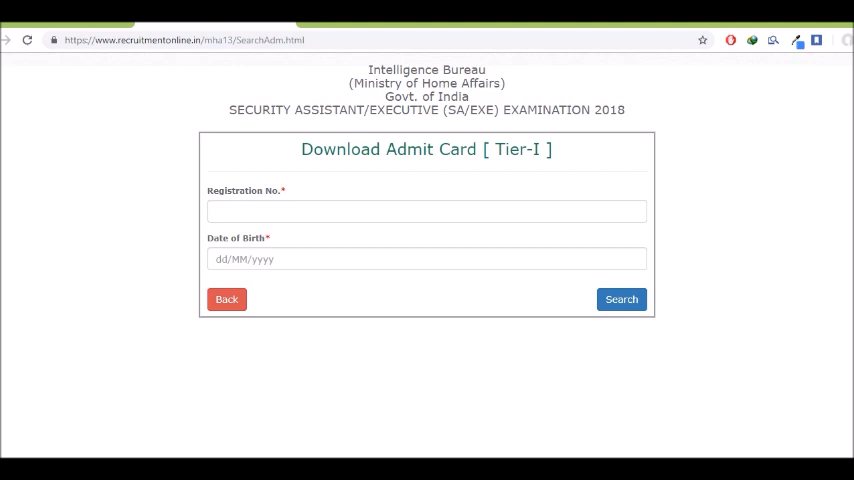 https://www.recruitmentonline.in/mha13/SearchAdm.html
Intelligence Bureau
(Ministry of Home Affairs)
Govt. of India
SECURITY ASSISTANT/EXECUTIVE (SA/EXE) EXAMINATION 2018
Download Admit Card [ Tier-I ]
Registration No.*
Date of Birth*
dd/MM/yyyy
Back Search